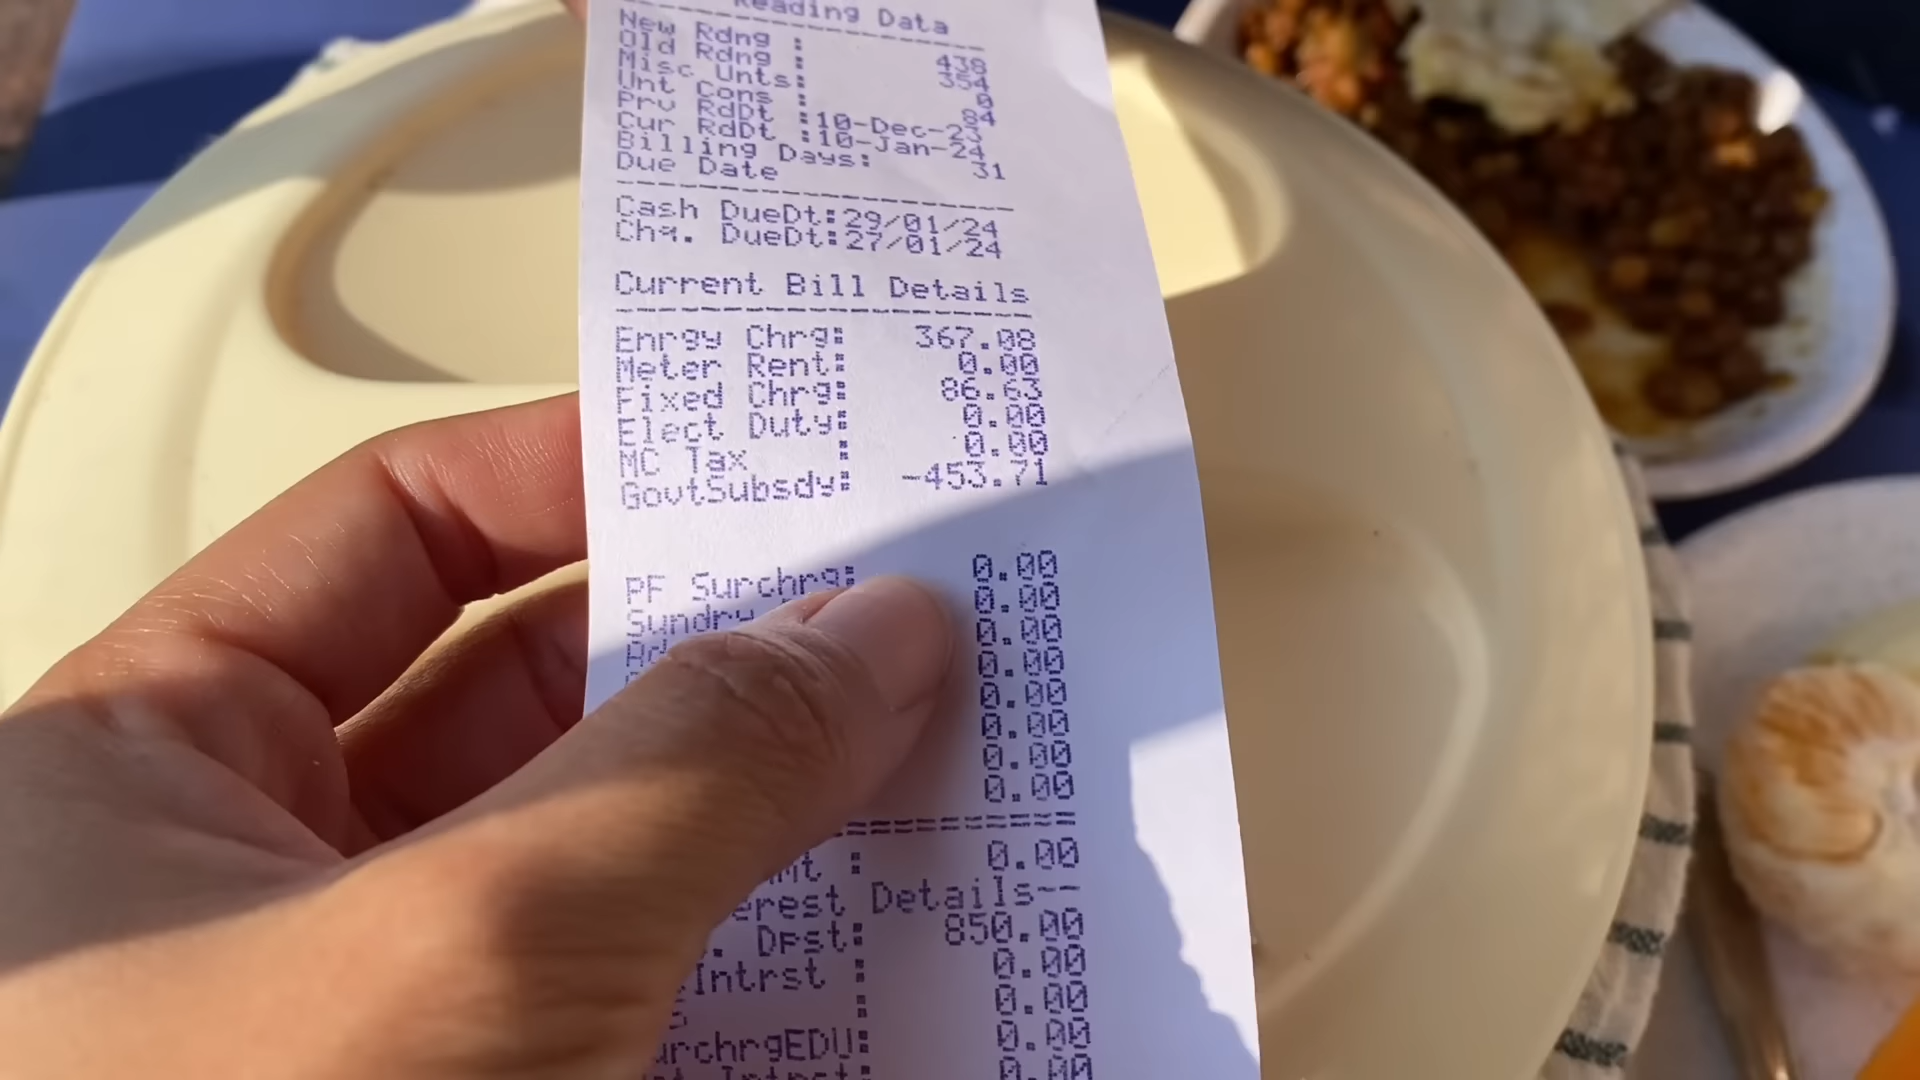 Reading Data
New Rdng : 438
Old Rdng : 354
Misc Unts: 0
Unt Cons : 84
Prv RdDt :10-Dec-23
Cur RdDt :10-Jan-24
Billing Days: 31
Due Date
Cash DueDt:29/01/24
Chq. DueDt:27/01/24
Current Bill Details
Enrgy Chrg: 367.08
Meter Rent: 0.00
Fixed Chrg: 86.63
Elect Duty: 0.00
MC Tax : 0.00
GovtSubsdy: -453.71
PF Surchrg: 0.00
Sundry 0.00
0.00
0.00
0.00
0.00
0.00
0.00
: 0.00
Details--
Dpst: 850.00
Intrst : 0.00
: 0.00
urchrgEDU: 0.00
Intrst: 0.00